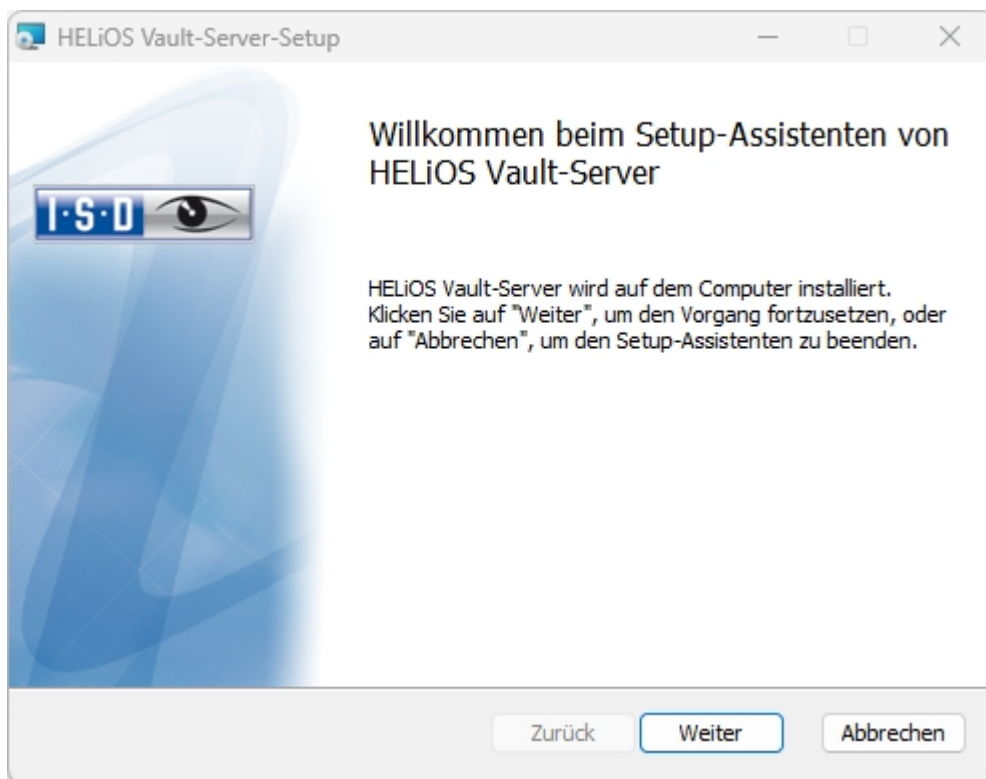 HELiOS Vault-Server-Setup
Willkommen beim Setup-Assistenten von
HELiOS Vault-Server
I·S·D
HELiOS Vault-Server wird auf dem Computer installiert.
Klicken Sie auf "Weiter", um den Vorgang fortzusetzen, oder
auf "Abbrechen", um den Setup-Assistenten zu beenden.
Zurück Weiter Abbrechen